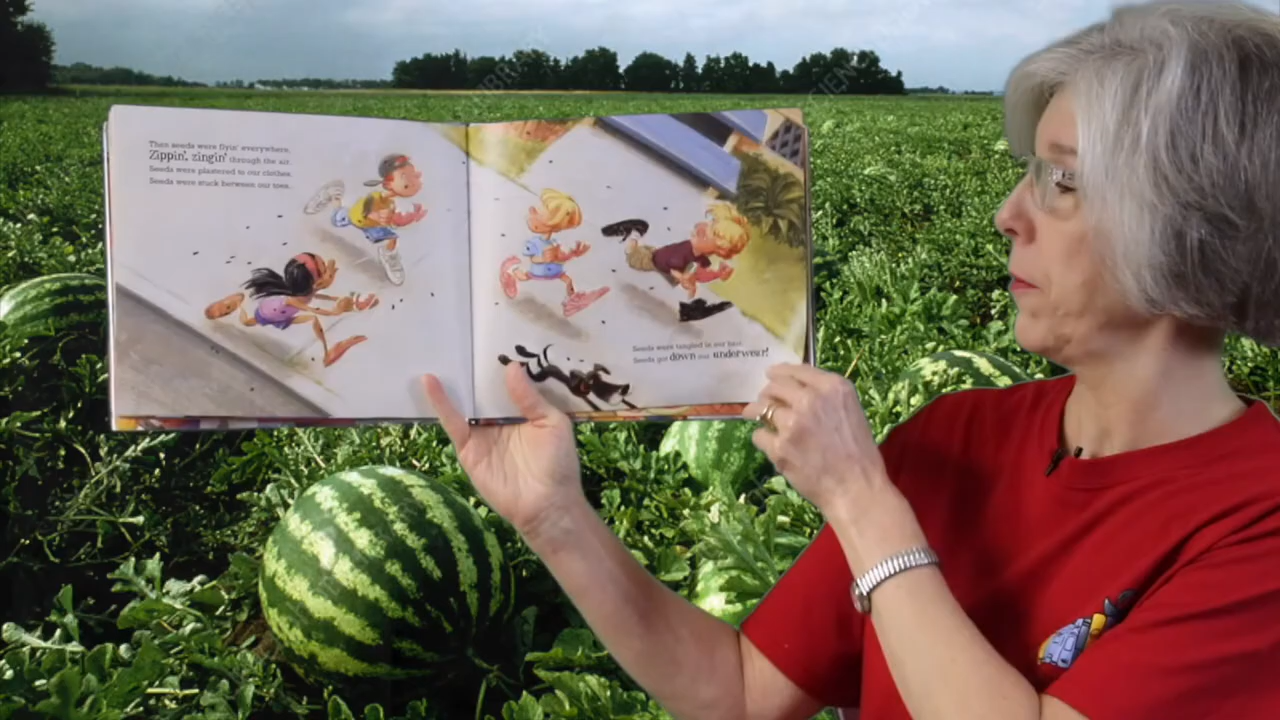 Then seeds were flyin' everywhere,
Zippin', zingin' through the air.
Seeds were plastered to our clothes.
Seeds were stuck between our toes.
Seeds were tangled in our hair.
Seeds got down our underwear!